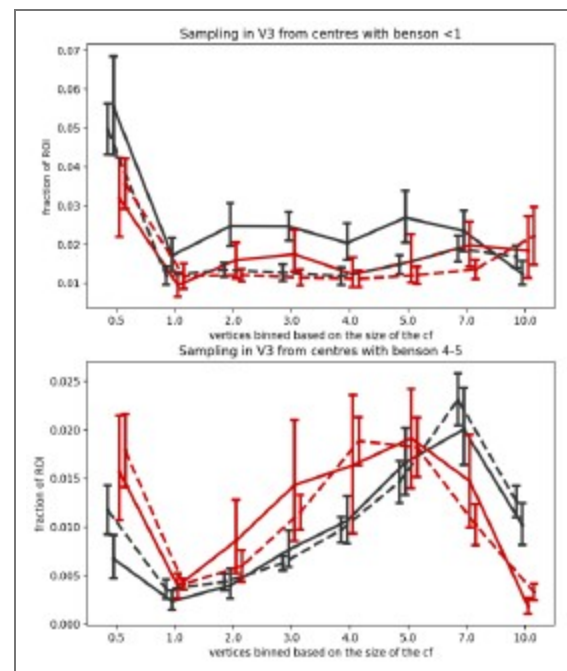 Sampling in V3 from centres with benson <1
0.07
0.06
0.05
0.04
0.03
0.02
0.01
fraction of ROI
0.5 1.0 2.0 3.0 4.0 5.0 7.0 10.0
vertices binned based on the size of the cf
Sampling in V3 from centres with benson 4-5
0.025
0.020
0.015
0.010
0.005
0.000
fraction of ROI
0.5 1.0 2.0 3.0 4.0 5.0 7.0 10.0
vertices binned based on the size of the cf